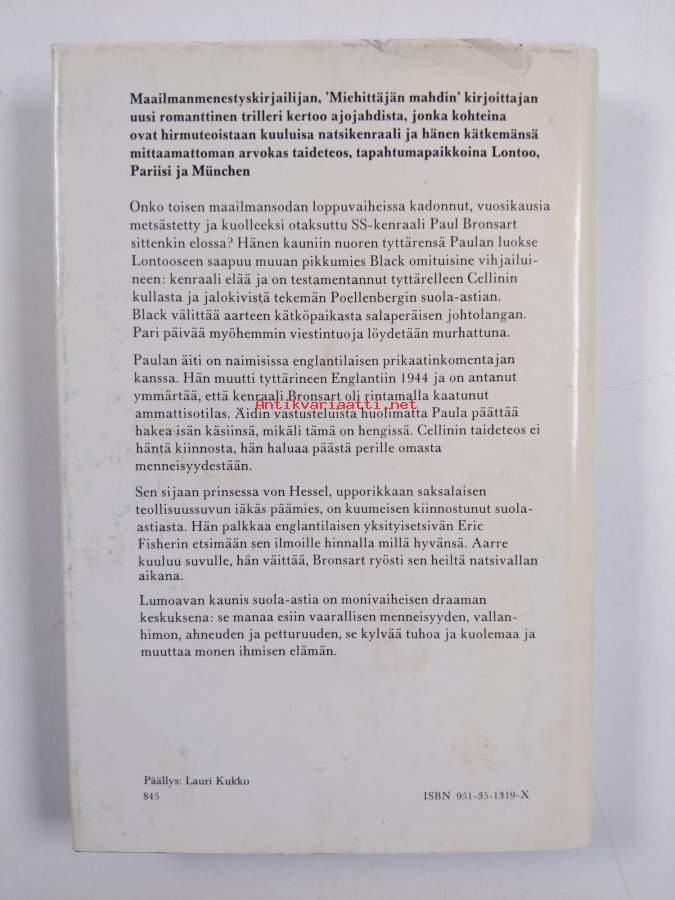 Maailmanmenestyskirjailijan, 'Miehittäjän mahdin' kirjoittajan
uusi romanttinen trilleri kertoo ajojahdista, jonka kohteina
ovat hirmuteoistaan kuuluisa natsikenraali ja hänen kätkemänsä
mittaamattoman arvokas taideteos, tapahtumapaikkoina Lontoo,
Pariisi ja München
Onko toisen maailmansodan loppuvaiheissa kadonnut, vuosikausia
metsästetty ja kuolleeksi otaksuttu SS-kenraali Paul Bronsart
sittenkin elossa? Hänen kauniin nuoren tyttärensä Paulan luokse
Lontooseen saapuu muuan pikkumies Black omituisine vihjailui-
neen: kenraali elää ja on testamentannut tyttärelleen Cellinin
kullasta ja jalokivistä tekemän Poellenbergin suola-astian.
Black välittää aarteen kätköpaikasta salaperäisen johtolangan.
Pari päivää myöhemmin viestintuoja löydetään murhattuna.
Paulan äiti on naimisissa englantilaisen prikaatinkomentajan
kanssa. Hän muutti tyttärineen Englantiin 1944 ja on antanut
ymmärtää, että kenraali Bronsart oli rintamalla kaatunut
Antikvariaatti.net
ammattisotilas. Äidin vastusteluista huolimatta Paula päättää
hakea isän käsiinsä, mikäli tämä on hengissä. Cellinin taideteos ei
häntä kiinnosta, hän haluaa päästä perille omasta
menneisyydestään.
Sen sijaan prinsessa von Hessel, upporikkaan saksalaisen
teollisuussuvun iäkäs päämies, on kuumeisen kiinnostunut suola-
astiasta. Hän palkkaa englantilaisen yksityisetsivän Eric
Fisherin etsimään sen ilmoille hinnalla millä hyvänsä. Aarre
kuuluu suvulle, hän väittää, Bronsart ryösti sen heiltä natsivallan
aikana.
Lumoavan kaunis suola-astia on monivaiheisen draaman
keskuksena: se manaa esiin vaarallisen menneisyyden, vallan-
himon, ahneuden ja petturuuden, se kylvää tuhoa ja kuolemaa ja
muuttaa monen ihmisen elämän.
Päällys: Lauri Kukko
845
ISBN 951-35-1319-X